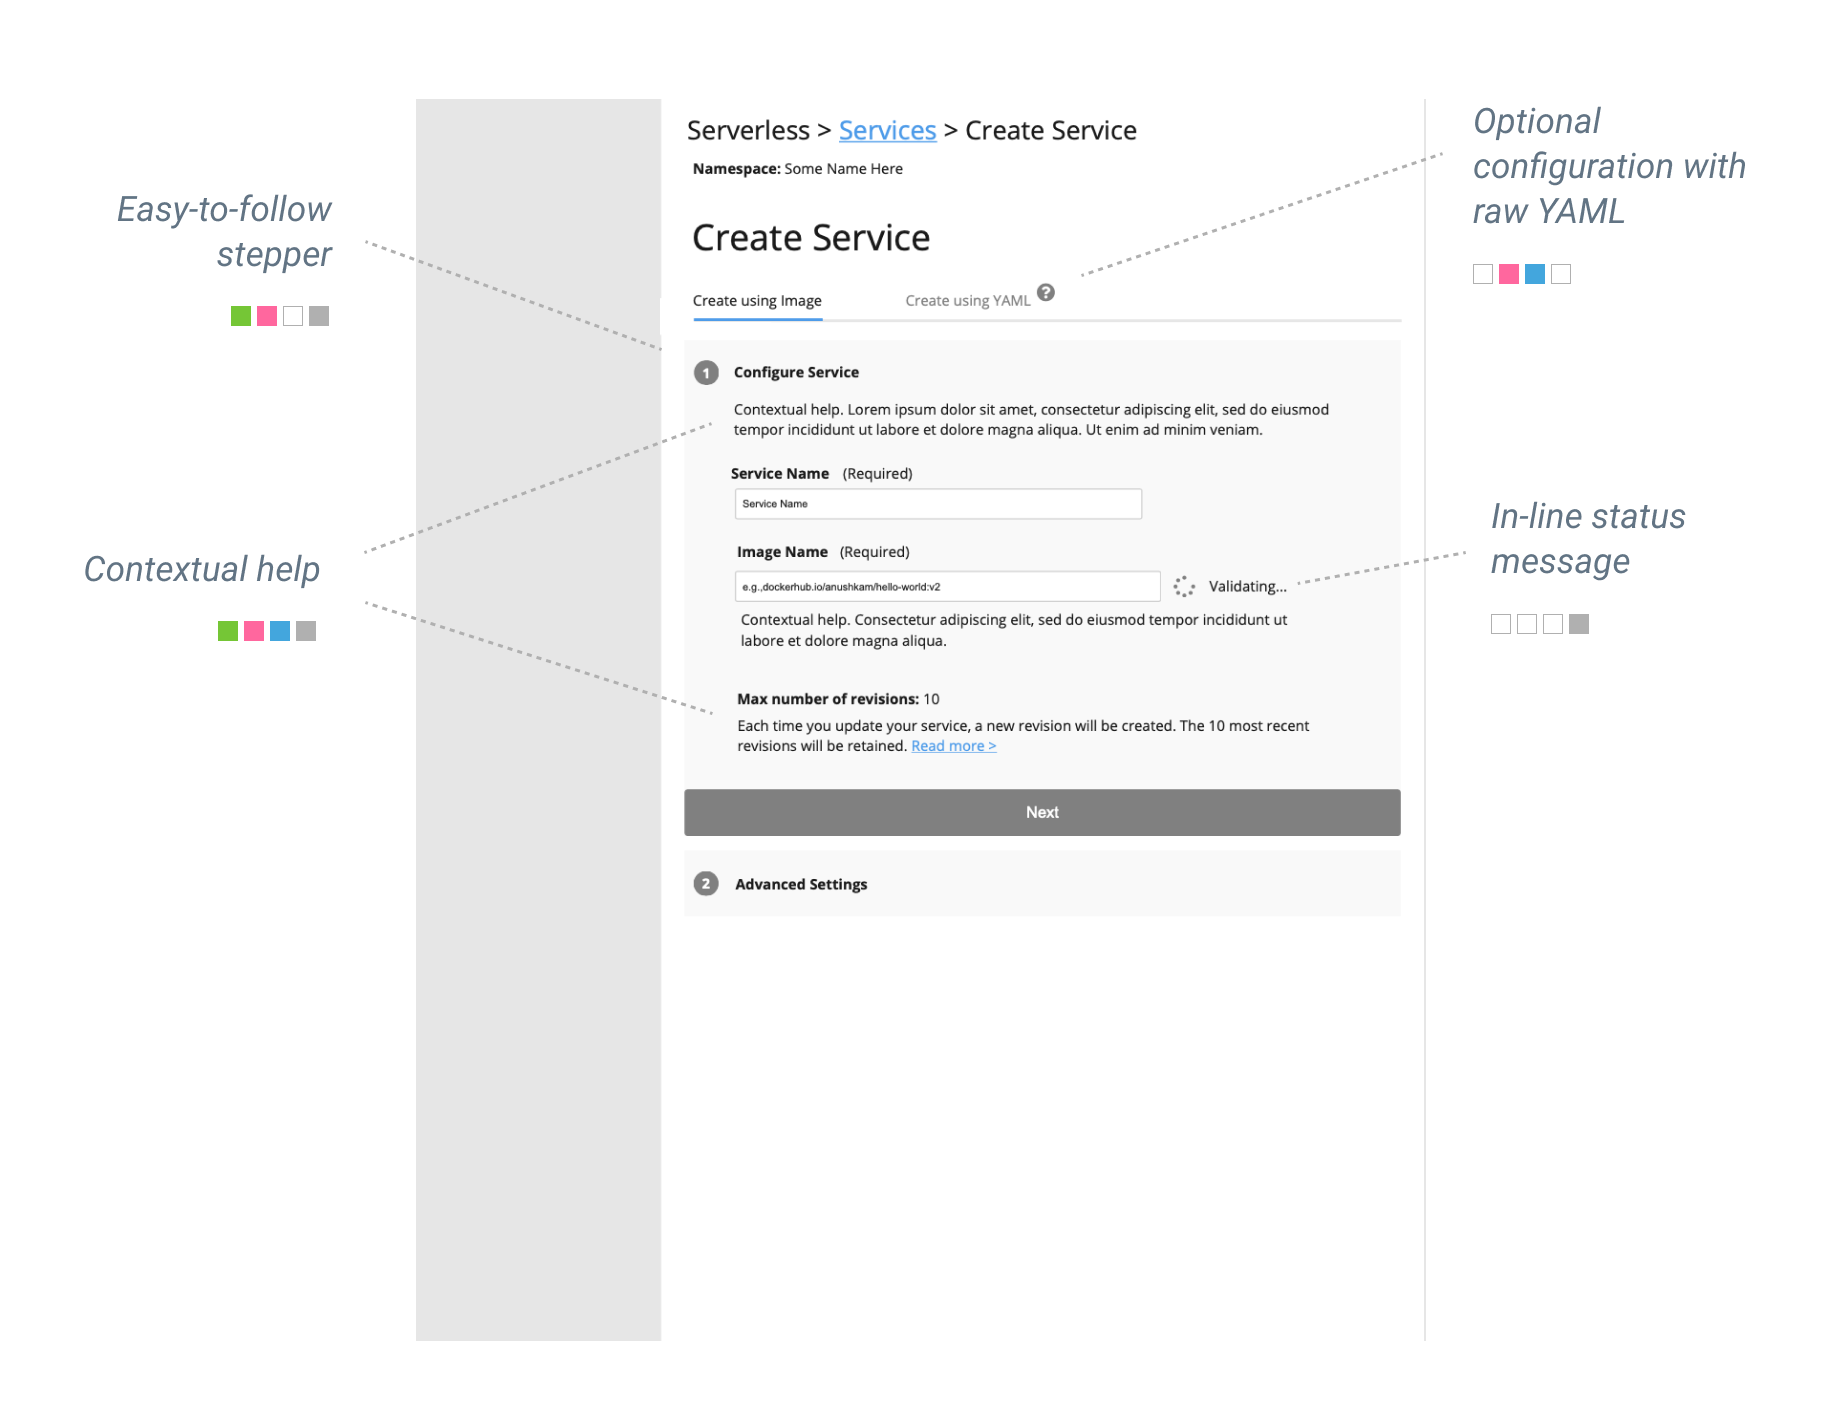 Easy-to-follow
stepper
Contextual help
Serverless > Services > Create Service
Namespace: Some Name Here
Create Service
Create using Image
Create using YAML ?
1 Configure Service
Contextual help. Lorem ipsum dolor sit amet, consectetur adipiscing elit, sed do eiusmod
tempor incididunt ut labore et dolore magna aliqua. Ut enim ad minim veniam.
Service Name (Required)
Service Name
Image Name (Required)
e.g.,dockerhub.io/anushkam/hello-world:v2
Validating...
Contextual help. Consectetur adipiscing elit, sed do eiusmod tempor incididunt ut
labore et dolore magna aliqua.
Max number of revisions: 10
Each time you update your service, a new revision will be created. The 10 most recent
revisions will be retained. Read more >
Next
2 Advanced Settings
Optional
configuration with
raw YAML
In-line status
message